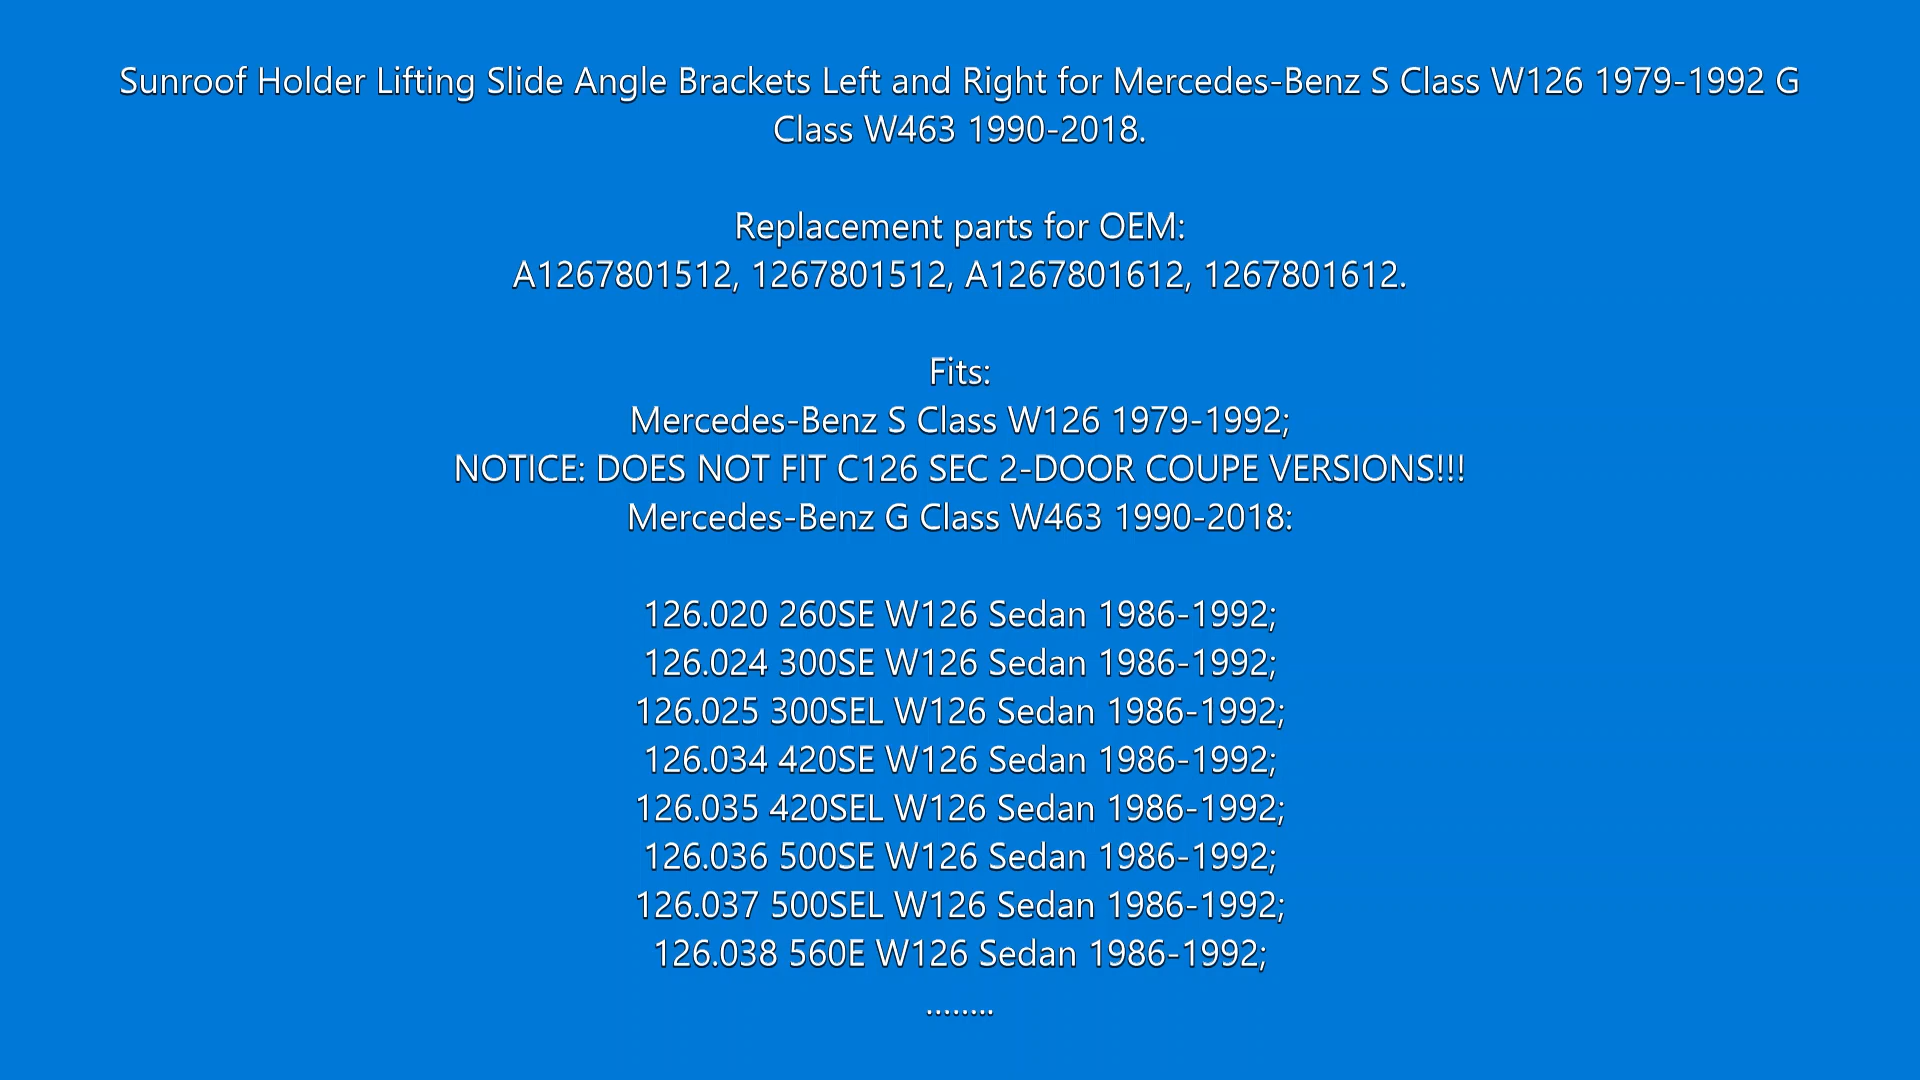 Sunroof Holder Lifting Slide Angle Brackets Left and Right for Mercedes-Benz S Class W126 1979-1992 G
Class W463 1990-2018.
Replacement parts for OEM:
A1267801512, 1267801512, A1267801612, 1267801612.
Fits:
Mercedes-Benz S Class W126 1979-1992;
NOTICE: DOES NOT FIT C126 SEC 2-DOOR COUPE VERSIONS!!!
Mercedes-Benz G Class W463 1990-2018:
126.020 260SE W126 Sedan 1986-1992;
126.024 300SE W126 Sedan 1986-1992;
126.025 300SEL W126 Sedan 1986-1992;
126.034 420SE W126 Sedan 1986-1992;
126.035 420SEL W126 Sedan 1986-1992;
126.036 500SE W126 Sedan 1986-1992;
126.037 500SEL W126 Sedan 1986-1992;
126.038 560E W126 Sedan 1986-1992;
........